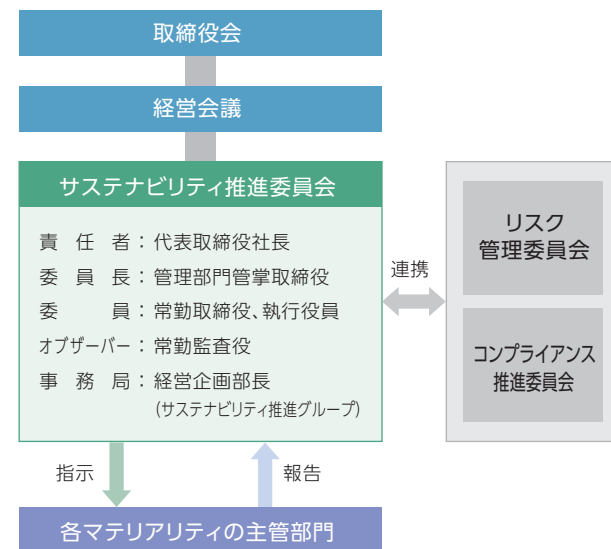 取締役会
経営会議
サステナビリティ推進委員会
責任者：代表取締役社長
委員長：管理部門管掌取締役
委員：常勤取締役、執行役員
オブザーバー：常勤監査役
事務局：経営企画部長
(サステナビリティ推進グループ)
連携
リスク
管理委員会
コンプライアンス
推進委員会
指示
報告
各マテリアリティの主管部門